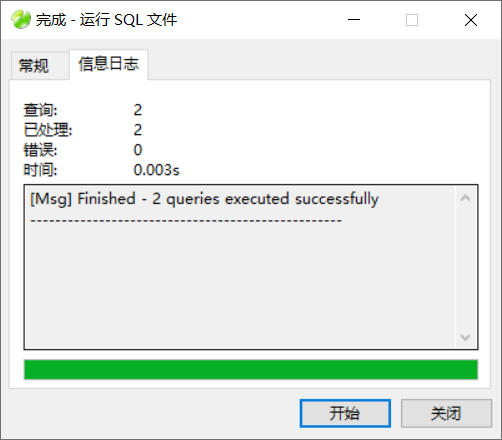 完成 - 运行 SQL 文件
常规 信息日志
查询: 2
已处理: 2
错误: 0
时间: 0.003s
[Msg] Finished - 2 queries executed successfully
--------------------------------------------------
开始 关闭